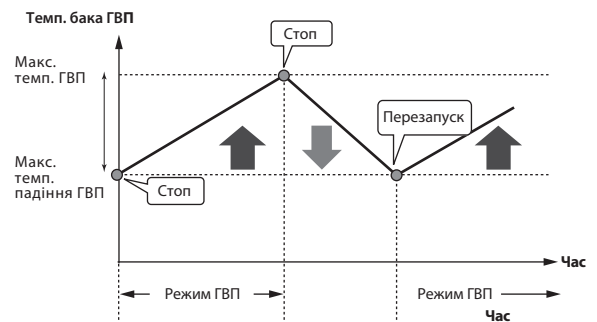 Темп. бака ГВП
Стоп
Макс.
темп. ГВП
Перезапуск
Макс.
темп.
падіння ГВП
Стоп
Час
Режим ГВП
Режим ГВП
Час